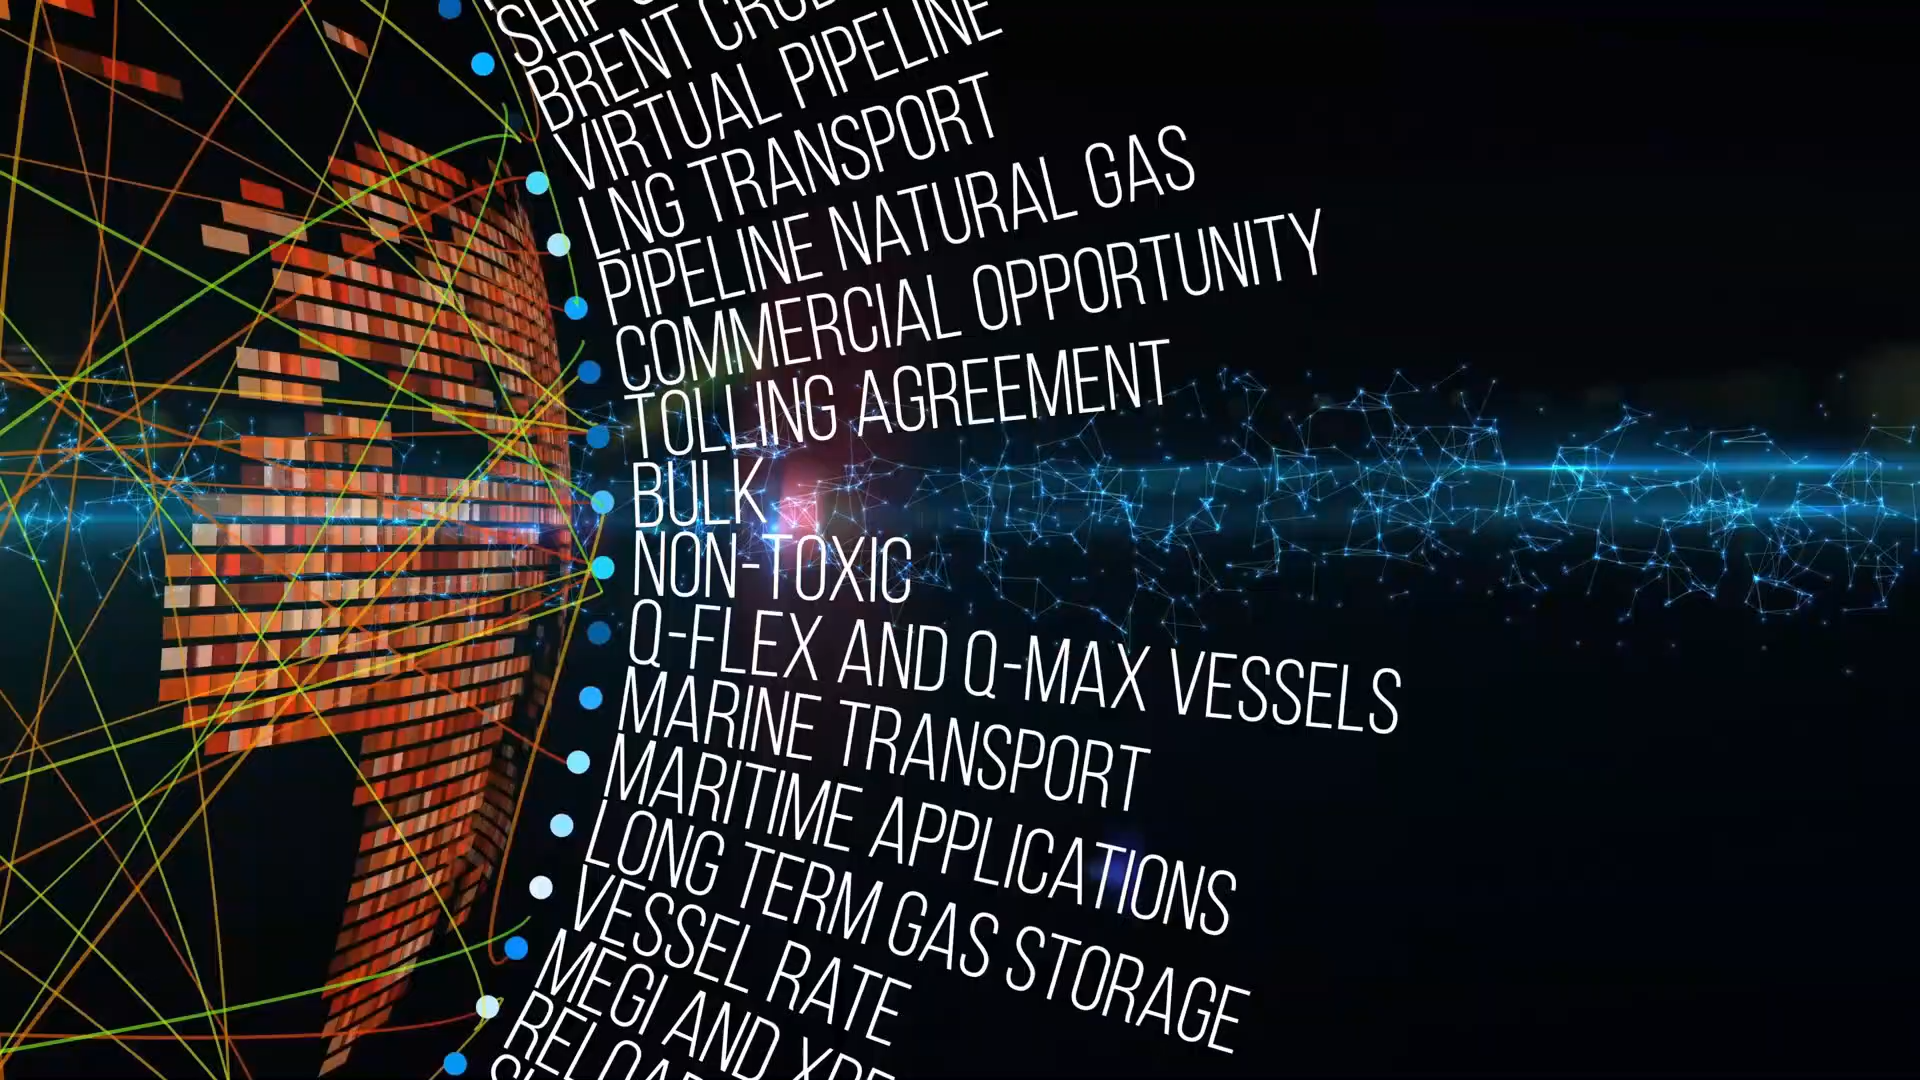 BRENT
VIRTUAL PIPELINE
LNG TRANSPORT
PIPELINE NATURAL GAS
COMMERCIAL OPPORTUNITY
TOLLING AGREEMENT
BULK
NON-TOXIC
Q-FLEX AND Q-MAX VESSELS
MARINE TRANSPORT
MARITIME APPLICATIONS
LONG TERM GAS STORAGE
VESSEL RATE
MEGI AND